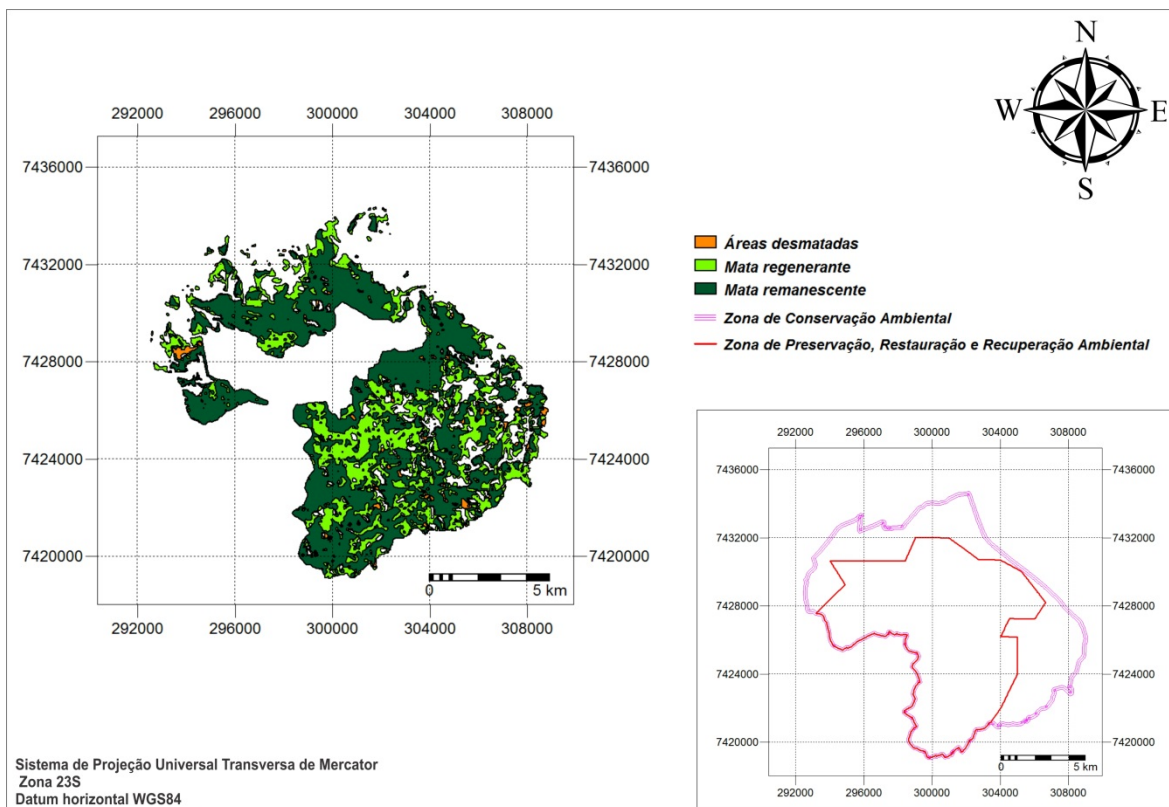 N
W E
S
292000 296000 300000 304000 308000
7436000 7436000
7432000 7432000
7428000 7428000
7424000 7424000
7420000 7420000
0 5 km
292000 296000 300000 304000 308000
Áreas desmatadas
Mata regenerante
Mata remanescente
Zona de Conservação Ambiental
Zona de Preservação, Restauração e Recuperação Ambiental
292000 296000 300000 304000 308000
7436000 7436000
7432000 7432000
7428000 7428000
7424000 7424000
7420000 7420000
0 5 km
292000 296000 300000 304000 308000
Sistema de Projeção Universal Transversa de Mercator
Zona 23S
Datum horizontal WGS84